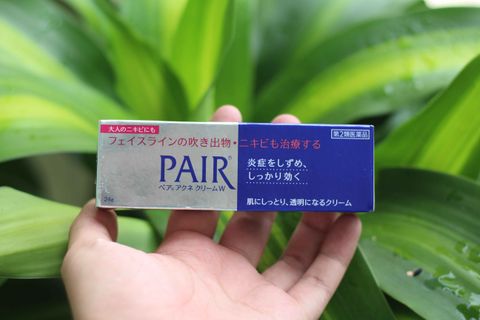 大人のニキビにも
第2類医薬品
フェイスラインの吹き出物・ニキビも治療する
PAIR®
ペア®アクネクリームW
炎症をしずめ、
しっかり効く
24g
肌にしっとり、透明になるクリーム